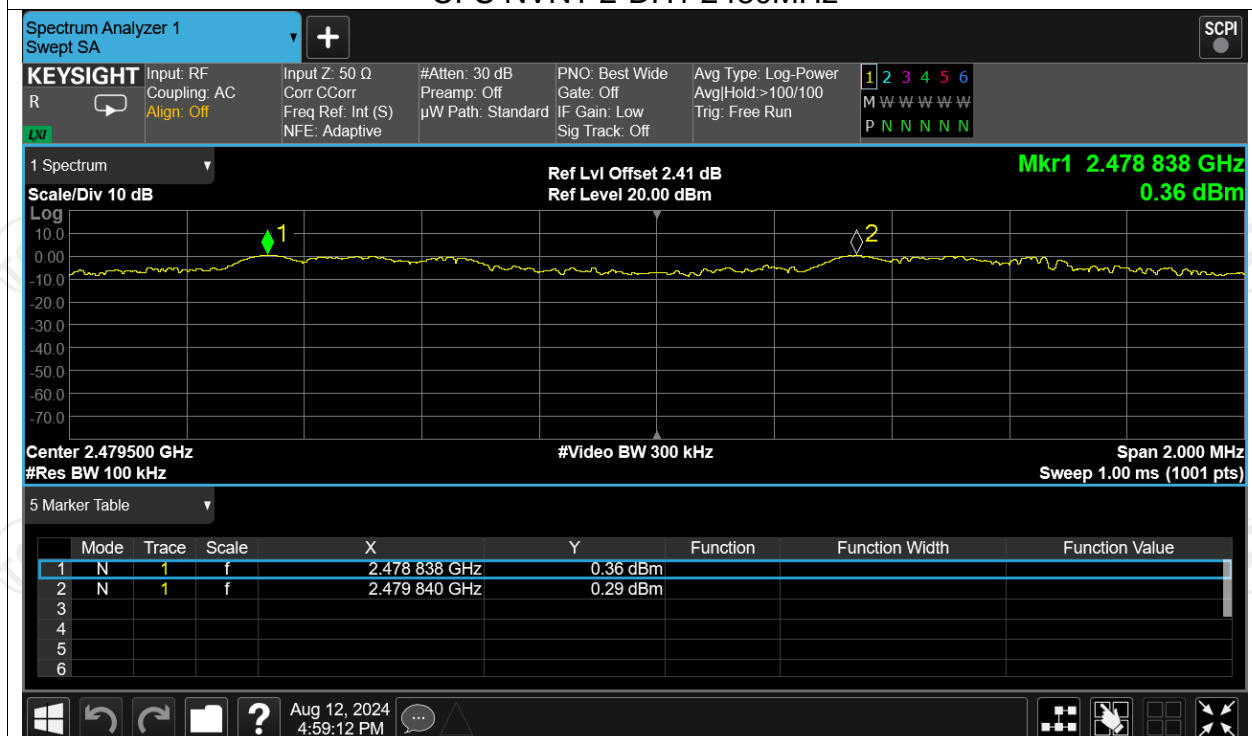 Spectrum Analyzer 1
Swept SA
SCPI
KEYSIGHT Input: RF Input Z: 50 Ω #Atten: 30 dB PNO: Best Wide Avg Type: Log-Power 1 2 3 4 5 6
R Coupling: AC Corr CCorr Preamp: Off Gate: Off Avg|Hold:>100/100 M W W W W W
Align: Off Freq Ref: Int (S) µW Path: Standard IF Gain: Low Trig: Free Run P N N N N N
LXI NFE: Adaptive Sig Track: Off
1 Spectrum Ref Lvl Offset 2.41 dB Mkr1 2.478 838 GHz
Scale/Div 10 dB Ref Level 20.00 dBm 0.36 dBm
Log
10.0
0.00
-10.0
-20.0
-30.0
-40.0
-50.0
-60.0
-70.0
1
2
Center 2.479500 GHz #Video BW 300 kHz Span 2.000 MHz
#Res BW 100 kHz Sweep 1.00 ms (1001 pts)
5 Marker Table
Mode Trace Scale X Y Function Function Width Function Value
1 N 1 f 2.478 838 GHz 0.36 dBm
2 N 1 f 2.479 840 GHz 0.29 dBm
3
4
5
6
? Aug 12, 2024
4:59:12 PM